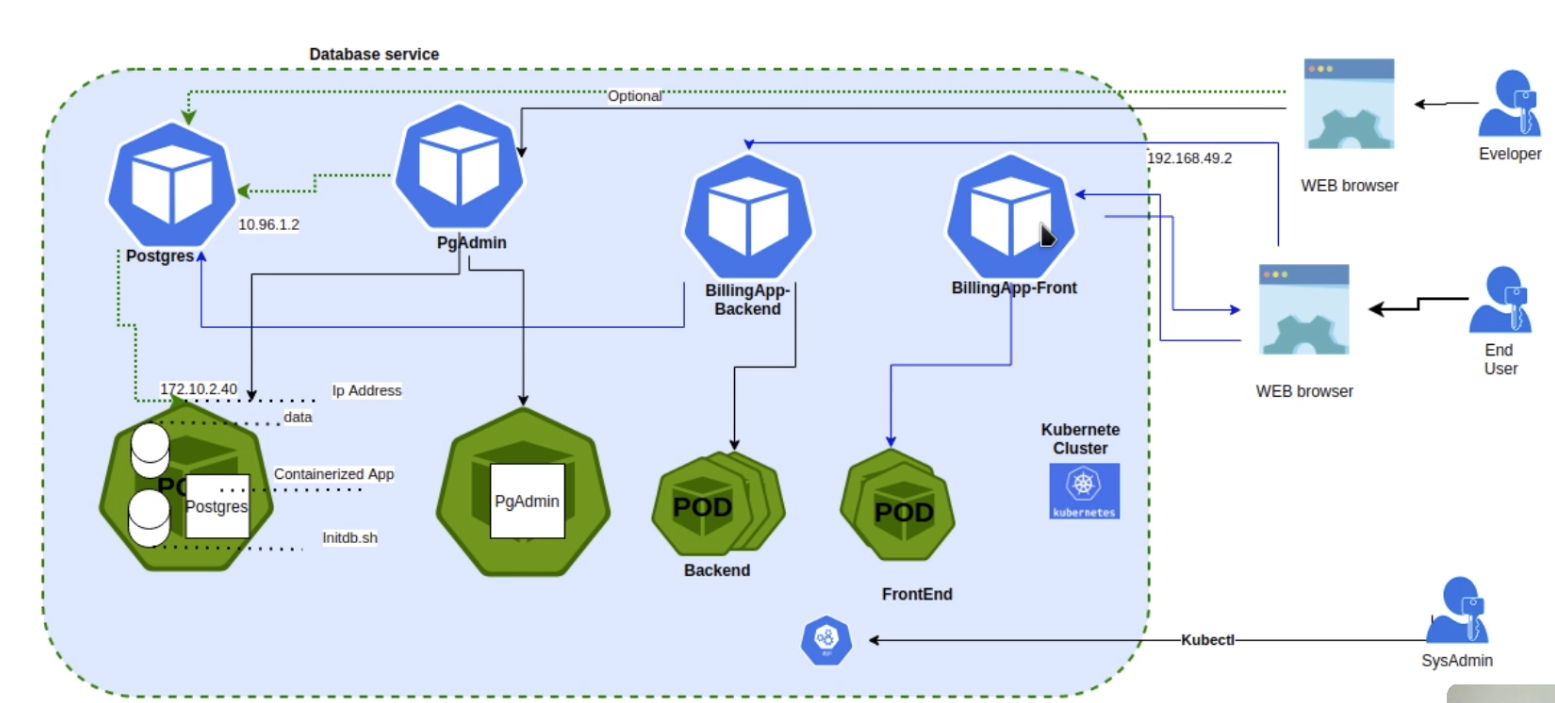 Database service
Optional
Eveloper
192.168.49.2
WEB browser
10.96.1.2
PgAdmin
Postgres
BillingApp-
Backend
BillingApp-Front
End
User
WEB browser
172.10.2.40
Ip Address
data
Kubernete
Cluster
kubernetes
Containerized App
Postgres
PgAdmin
POD
POD
Initdb.sh
Backend
FrontEnd
Kubectl
SysAdmin